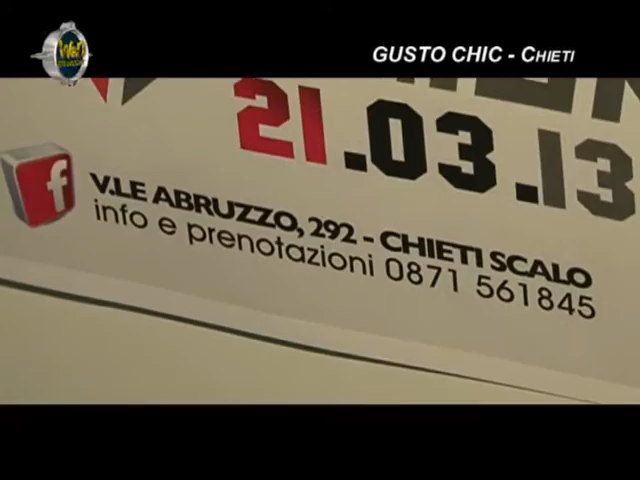 GUSTO CHIC - CHIETI
21.03.13
f
V.LE ABRUZZO, 292 - CHIETI SCALO
info e prenotazioni 0871 561845